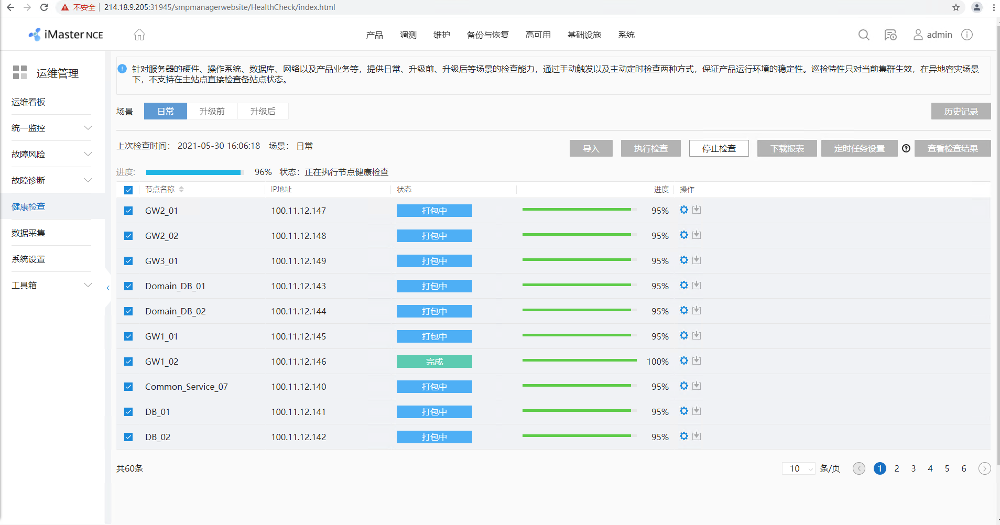 不安全 214.18.9.205:31945/smpmanagerwebsite/HealthCheck/index.html
iMaster NCE 产品 调测 维护 备份与恢复 高可用 基础设施 系统 admin
运维管理
运维看板
统一监控
故障风险
故障诊断
健康检查
数据采集
系统设置
工具箱
针对服务器的硬件、操作系统、数据库、网络以及产品业务等，提供日常、升级前、升级后等场景的检查能力，通过手动触发以及主动定时检查两种方式，保证产品运行环境的稳定性。巡检特性只对当前集群生效，在异地容灾场景
下，不支持在主站点直接检查备站点状态。
场景 日常 升级前 升级后 历史记录
上次检查时间： 2021-05-30 16:06:18 场景： 日常 导入 执行检查 停止检查 下载报表 定时任务设置 查看检查结果
进度: 96% 状态：正在执行节点健康检查
节点名称 IP地址 状态 进度 操作
GW2_01 100.11.12.147 打包中 95%
GW2_02 100.11.12.148 打包中 95%
GW3_01 100.11.12.149 打包中 95%
Domain_DB_01 100.11.12.143 打包中 95%
Domain_DB_02 100.11.12.144 打包中 95%
GW1_01 100.11.12.145 打包中 95%
GW1_02 100.11.12.146 完成 100%
Common_Service_07 100.11.12.140 打包中 95%
DB_01 100.11.12.141 打包中 95%
DB_02 100.11.12.142 打包中 95%
共60条 10 条/页 1 2 3 4 5 6